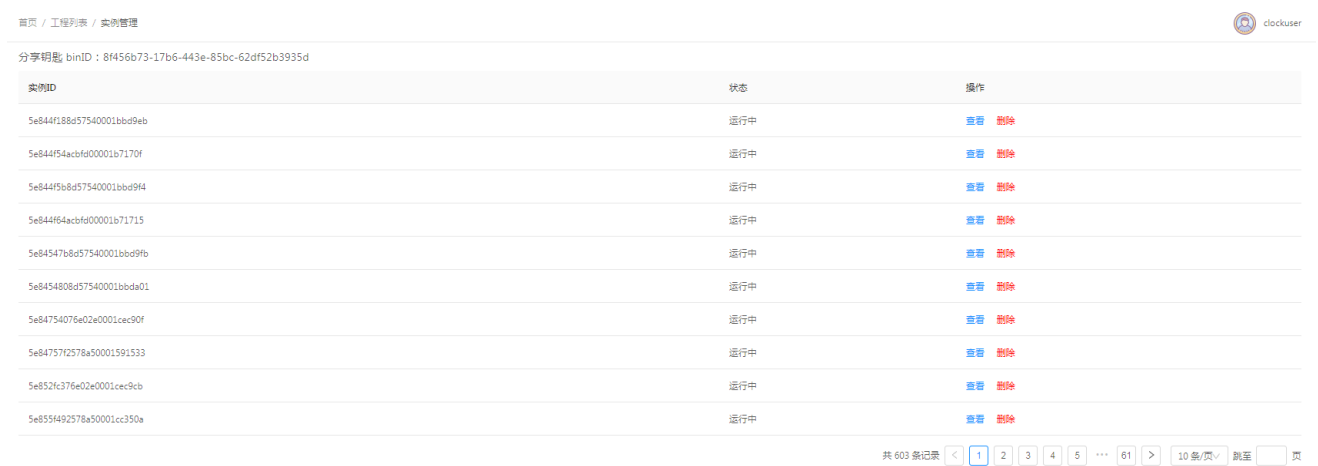 首页 / 工程列表 / 实例管理 clockuser
分享钥匙 binID：8f456b73-17b6-443e-85bc-62df52b3935d
实例ID 状态 操作
5e844f188d57540001bbd9eb 运行中 查看 删除
5e844f54acbfd00001b7170f 运行中 查看 删除
5e844f5b8d57540001bbd9f4 运行中 查看 删除
5e844f64acbfd00001b71715 运行中 查看 删除
5e84547b8d57540001bbd9fb 运行中 查看 删除
5e8454808d57540001bbda01 运行中 查看 删除
5e84754076e02e0001cec90f 运行中 查看 删除
5e84757f2578a50001591533 运行中 查看 删除
5e852fc376e02e0001cec9cb 运行中 查看 删除
5e855f492578a50001cc350a 运行中 查看 删除
共 603 条记录 < 1 2 3 4 5 ••• 61 > 10 条/页 跳至 页